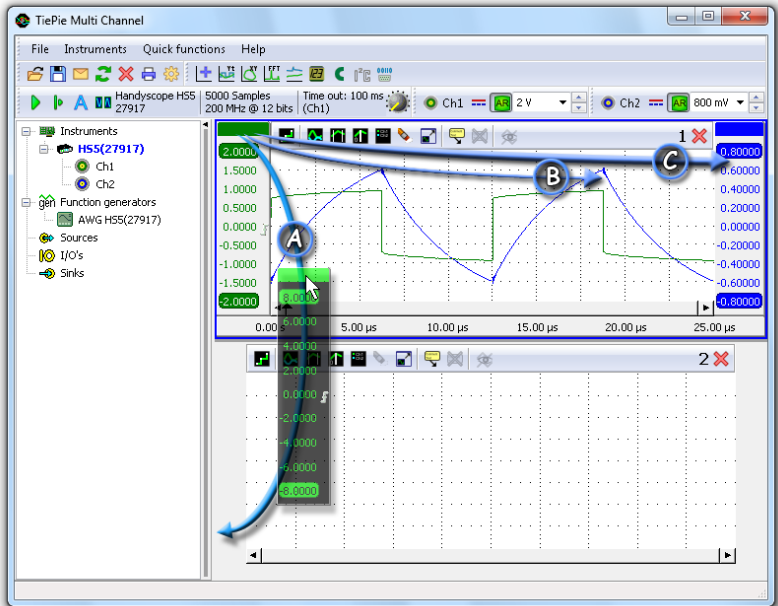 TiePie Multi Channel
File Instruments Quick functions Help
Handyscope HS5 5000 Samples Time out: 100 ms
27917 200 MHz @ 12 bits (Ch1) Ch1 AR 2 V Ch2 AR 800 mV
Instruments
HS5(27917)
Ch1
Ch2
gen Function generators
AWG HS5(27917)
Sources
I/O's
Sinks
1
2.0000
1.5000
1.0000
0.5000
0.0000
-0.5000
-1.0000
-1.5000
-2.0000
0.80000
0.60000
0.40000
0.20000
0.00000
-0.20000
-0.40000
-0.60000
-0.80000
A
B
C
0.00 s 5.00 µs 10.00 µs 15.00 µs 20.00 µs 25.00 µs
2
8.0000
6.0000
4.0000
2.0000
0.0000
-2.0000
-4.0000
-6.0000
-8.0000